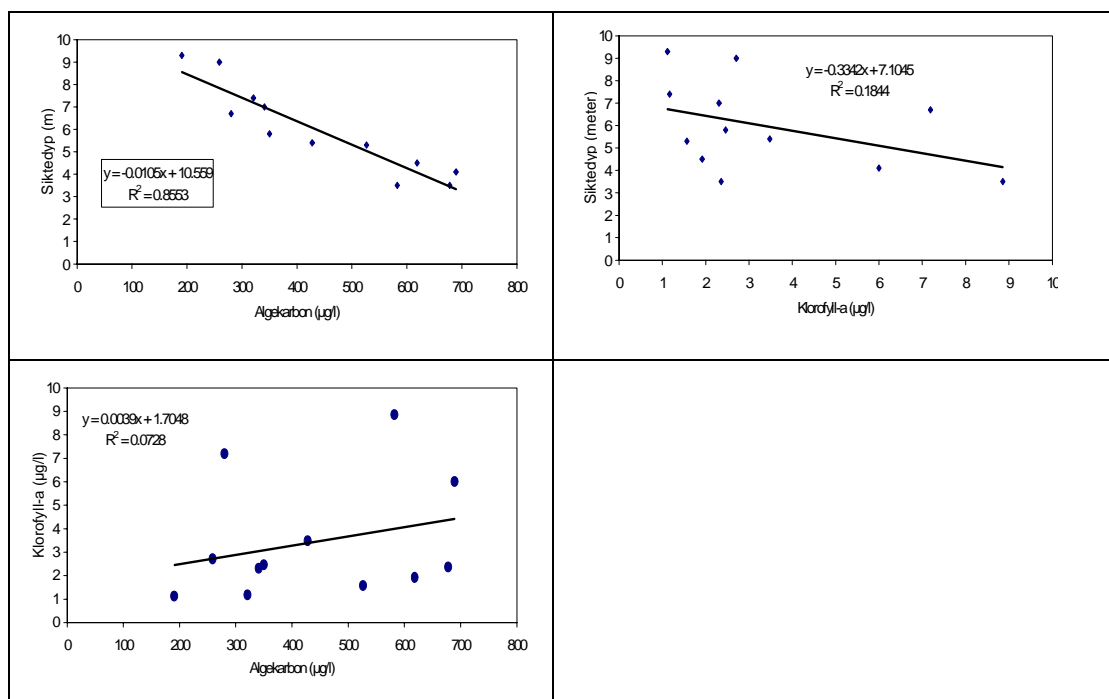 10
9
8
7
6
5
4
3
2
1
0
Siktedyp (m)
y = -0.0105x + 10.559
R² = 0.8553
0 100 200 300 400 500 600 700 800
Algekarbon (µg/l)
10
9
8
7
6
5
4
3
2
1
0
Siktedyp (meter)
y = -0.3342x + 7.1045
R² = 0.1844
0 1 2 3 4 5 6 7 8 9 10
Klorofyll-a (µg/l)
10
9
8
7
6
5
4
3
2
1
0
Klorofyll-a (µg/l)
y = 0.0039x + 1.7048
R² = 0.0728
0 100 200 300 400 500 600 700 800
Algekarbon (µg/l)